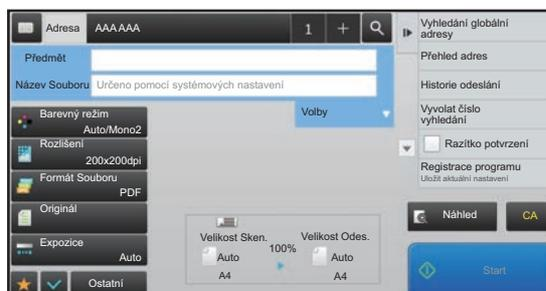 Adresa AAA AAA 1 +
Předmět
Název Souboru Určeno pomocí systémových nastavení
Volby
Barevný režim
Auto/Mono2
Rozlišení
200x200dpi
Formát Souboru
PDF
Originál
Expozice
Auto
Ostatní
Velikost Sken.
100%
Velikost Odes.
Auto
Auto
A4
A4
Vyhledání globální
adresy
Přehled adres
Historie odeslání
Vyvolat číslo
vyhledání
Razítko potvrzení
Registrace programu
Uložit aktuální nastavení
Náhled
CA
Start